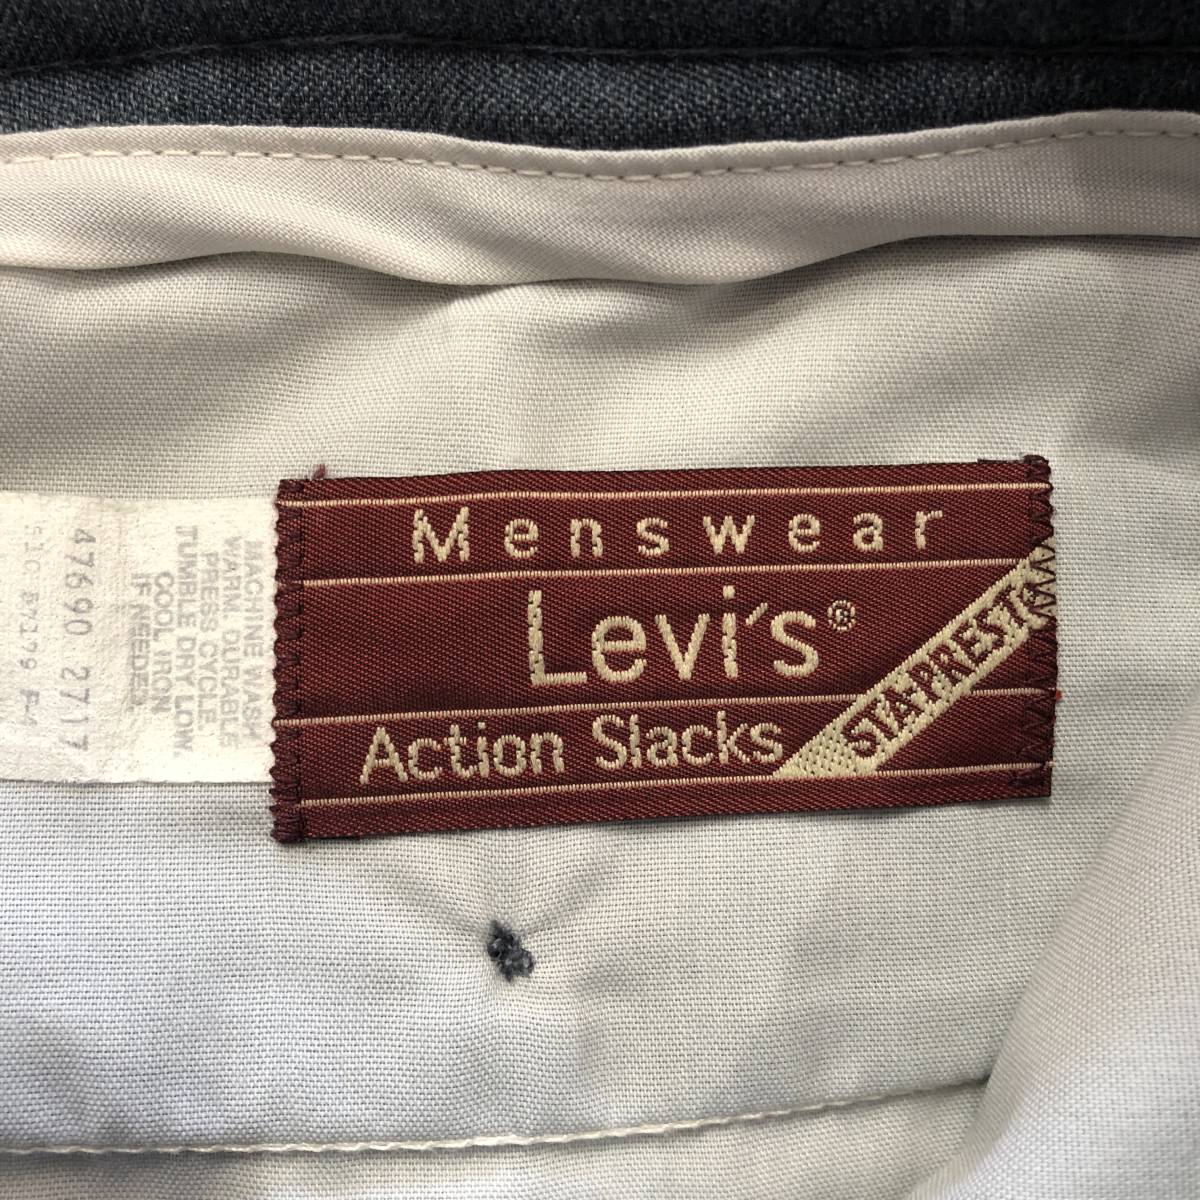 Menswear
Levi's®
Action Slacks
STA-PREST
MACHINE WASH
WARM. DURABLE
PRESS CYCLE.
TUMBLE DRY LOW.
COOL IRON
IF NEEDED.
47690 2717